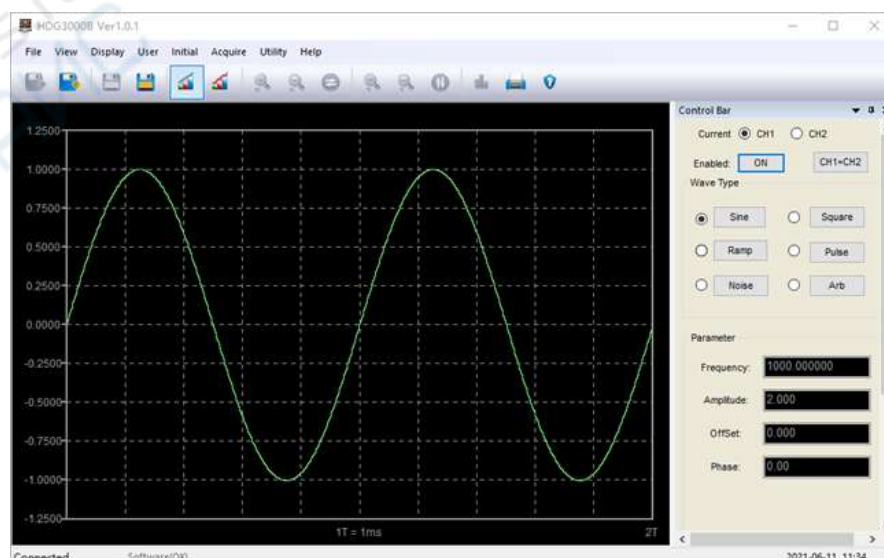 HDG3000B Ver1.0.1
File View Display User Initial Acquire Utility Help
Control Bar
Current CH1 CH2
Enabled: ON CH1=CH2
Wave Type
Sine Square
Ramp Pulse
Noise Arb
Parameter
Frequency: 1000.000000
Amplitude: 2.000
OffSet: 0.000
Phase: 0.00
1.2500
1.0000
0.7500
0.5000
0.2500
0.0000
-0.2500
-0.5000
-0.7500
-1.0000
-1.2500
1T = 1ms 2T
Connected Software(OK) 2021-06-11 11:34